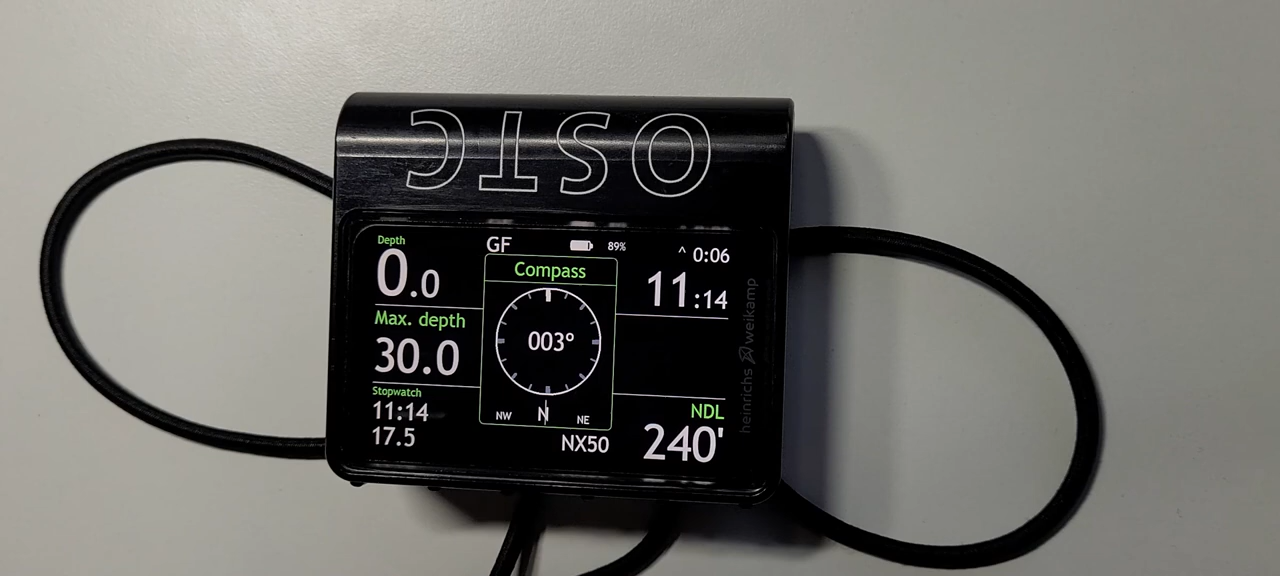 OSTC
Depth
0.0
Max. depth
30.0
Stopwatch
11:14
17.5
GF
89%
Compass
003°
NW N NE
NX50
^ 0:06
11:14
NDL
240'
heinrichs weikamp